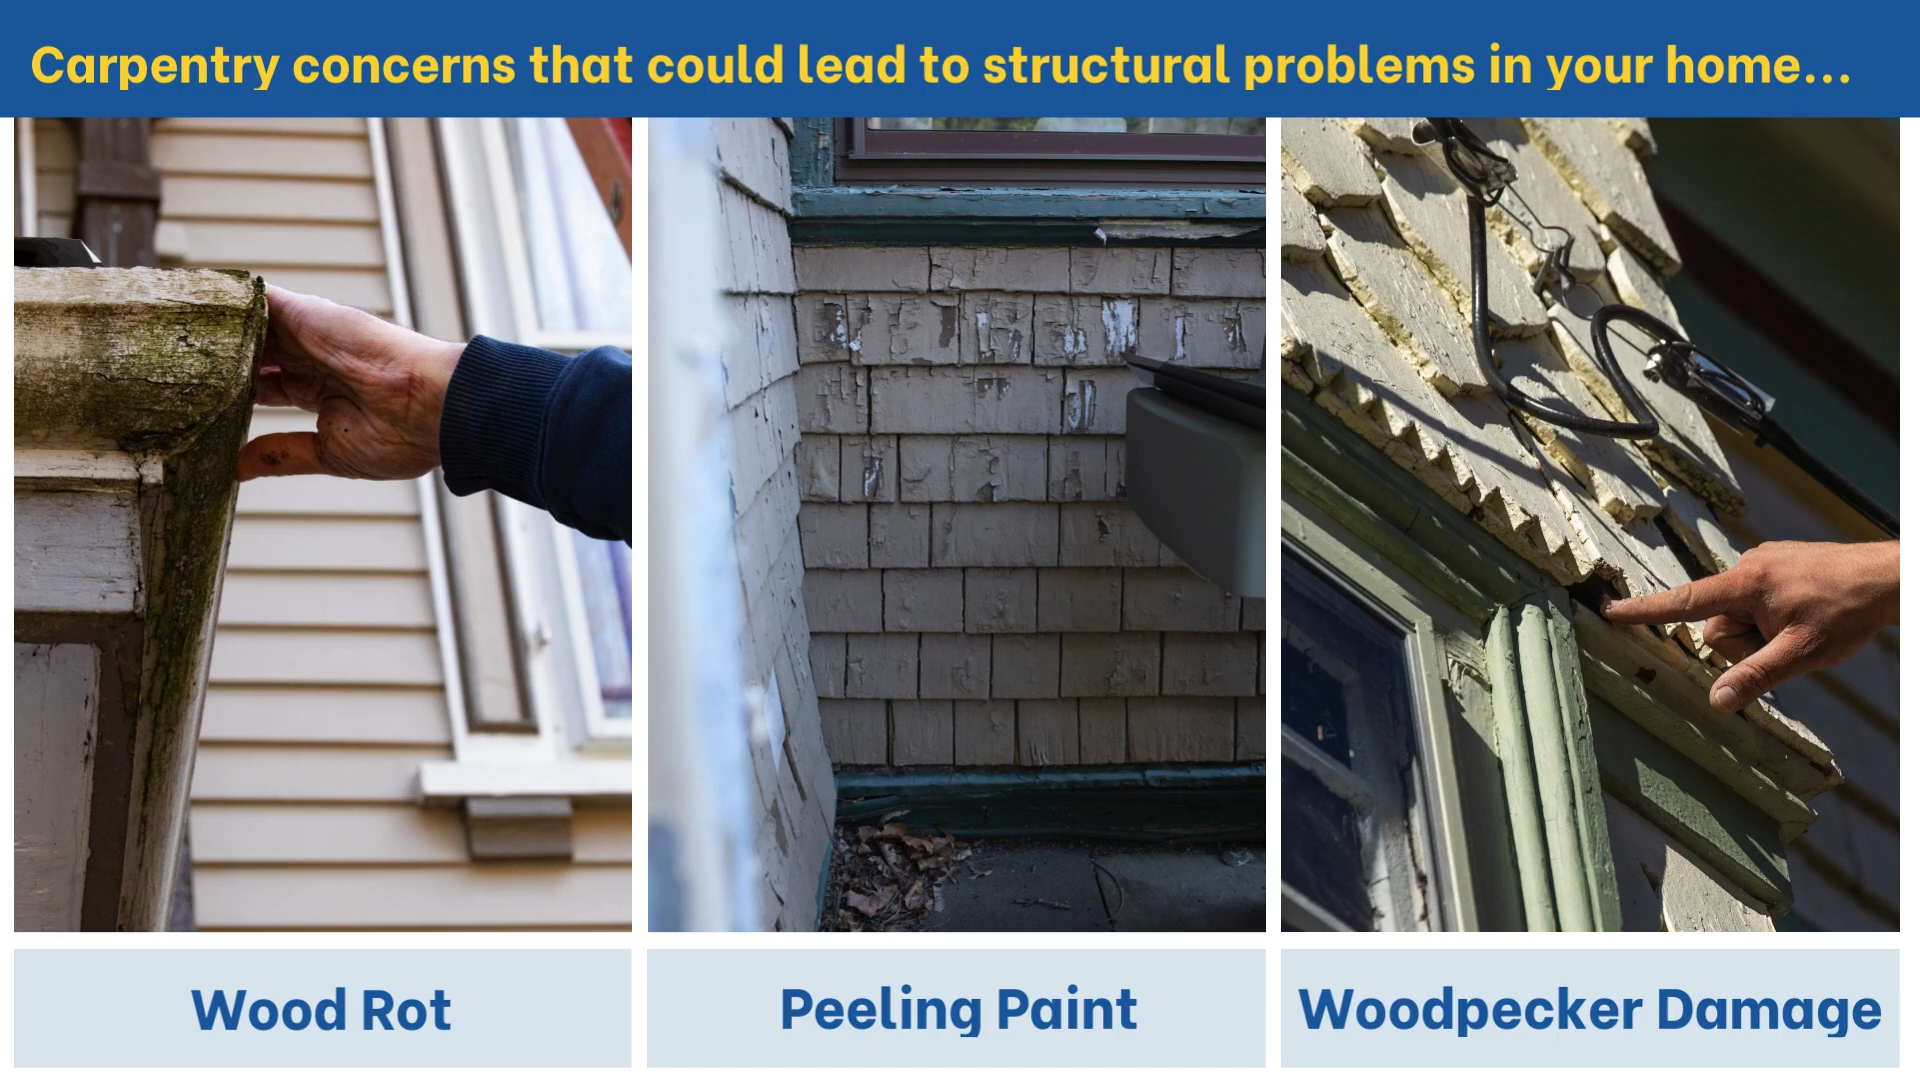 Carpentry concerns that could lead to structural problems in your home...
Wood Rot
Peeling Paint
Woodpecker Damage